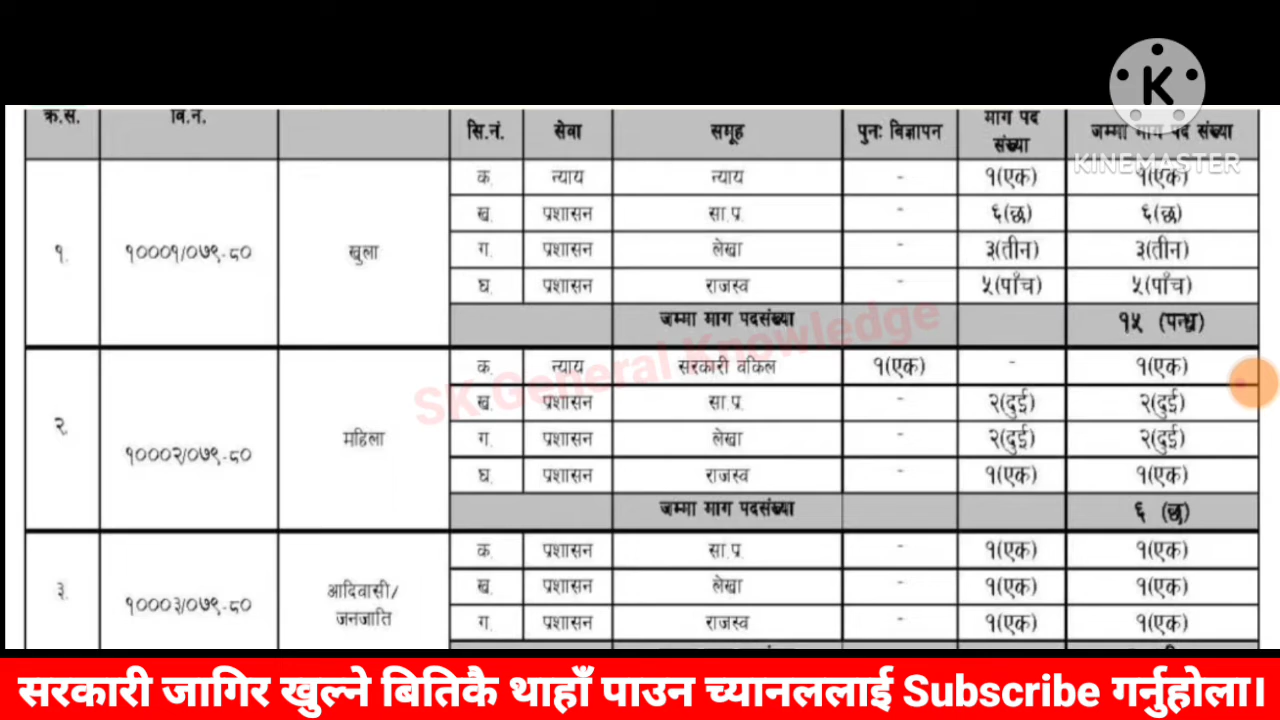 क्र.स. वि.नं. सि.नं. सेवा समूह पुनः विज्ञापन माग पद संख्या जम्मा माग पद संख्या
K
KINEMASTER
१. १०००१/०७९-८० खुला
क. न्याय न्याय - १(एक) १(एक)
ख. प्रशासन सा.प्र. - ६(छ) ६(छ)
ग. प्रशासन लेखा - ३(तीन) ३(तीन)
घ. प्रशासन राजस्व - ५(पाँच) ५(पाँच)
जम्मा माग पदसंख्या १५ (पन्ध्र)
२. १०००२/०७९-८० महिला
क. न्याय सरकारी वकिल १(एक) - १(एक)
ख. प्रशासन सा.प्र. - २(दुई) २(दुई)
ग. प्रशासन लेखा - २(दुई) २(दुई)
घ. प्रशासन राजस्व - १(एक) १(एक)
जम्मा माग पदसंख्या ६ (छ)
SK General Knowledge
३. १०००३/०७९-८० आदिवासी/
जनजाति
क. प्रशासन सा.प्र. - १(एक) १(एक)
ख. प्रशासन लेखा - १(एक) १(एक)
ग. प्रशासन राजस्व - १(एक) १(एक)
सरकारी जागिर खुल्ने बितिकै थाहाँ पाउन च्यानललाई Subscribe गर्नुहोला।